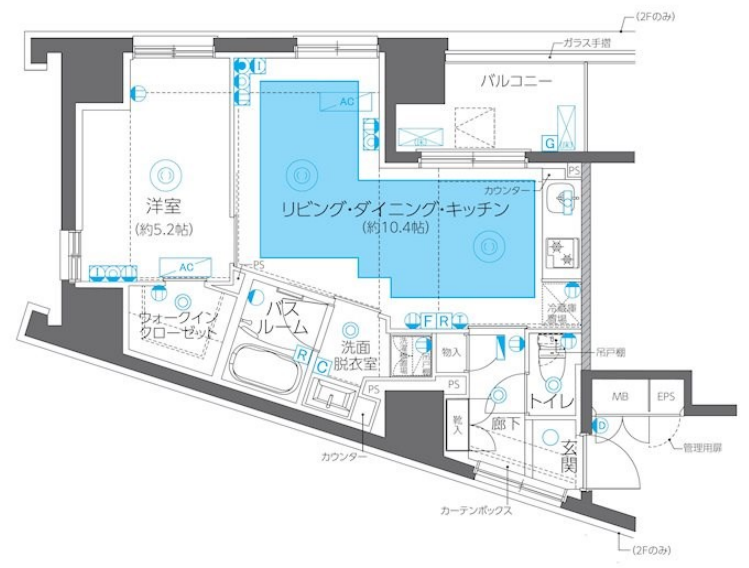 (2Fのみ)
ガラス手摺
バルコニー
AC
G
カウンター
PS
洋室
(約5.2帖)
リビング・ダイニング・キッチン
(約10.4帖)
AC
PS
ウォークイン
クローゼット
バス
ルーム
F R
冷蔵庫
置場
洗面
脱衣室
R C
物入
吊戸棚
PS
PS
トイレ
MB
EPS
靴入
廊下
玄関
D
管理用扉
カウンター
カーテンボックス
(2Fのみ)